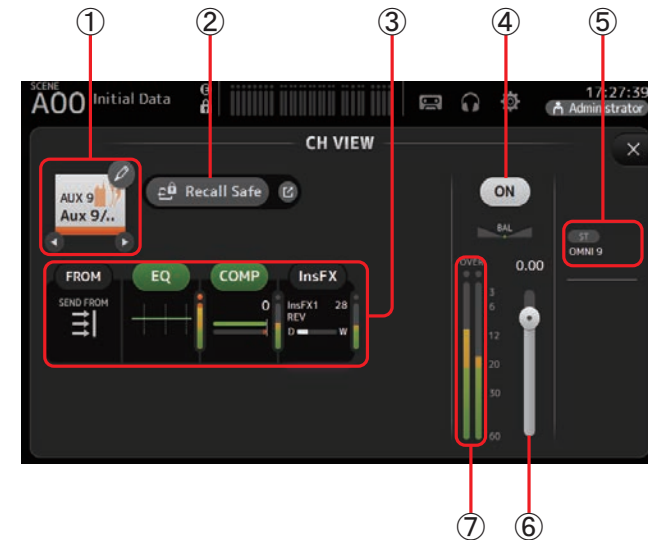 ① ② ③ ④ ⑤
SCENE
A00 Initial Data
17:27:39
Administrator
CH VIEW
AUX 9
Aux 9/..
Recall Safe
ON
BAL
ST
OMNI 9
FROM EQ COMP InsFX
SEND FROM
0
InsFX1 28
REV
D W
OVER 0.00
3
6
12
20
30
60
⑦ ⑥